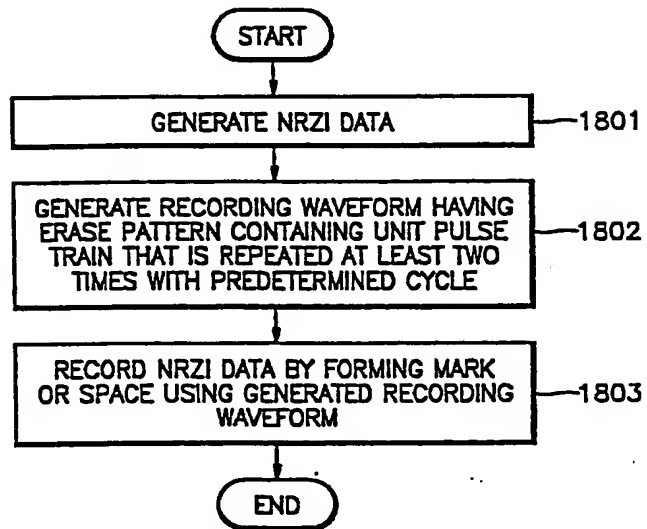 START
GENERATE NRZI DATA
1801
GENERATE RECORDING WAVEFORM HAVING
ERASE PATTERN CONTAINING UNIT PULSE
TRAIN THAT IS REPEATED AT LEAST TWO
TIMES WITH PREDETERMINED CYCLE
1802
RECORD NRZI DATA BY FORMING MARK
OR SPACE USING GENERATED RECORDING
WAVEFORM
1803
END